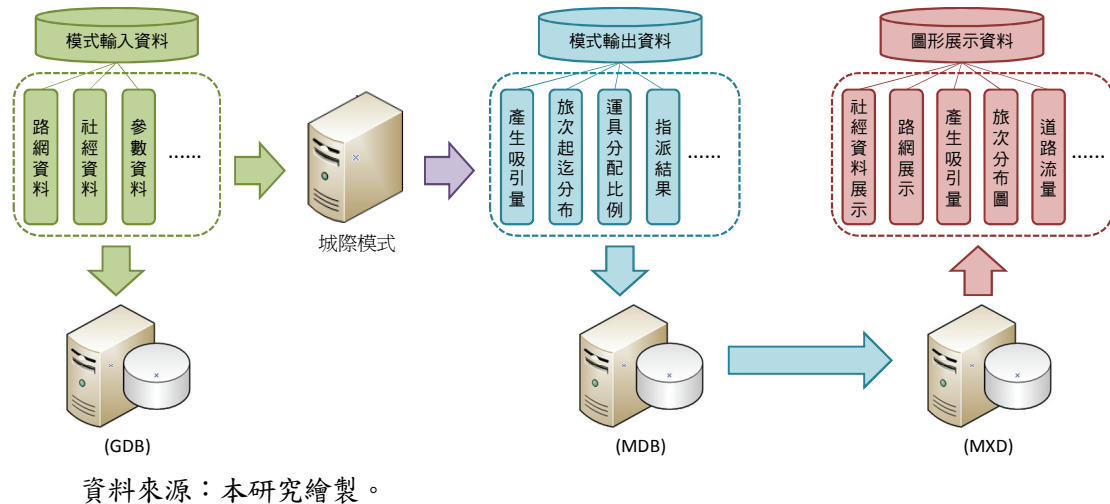 模式輸入資料
路網資料
社經資料
參數資料
......
城際模式
(GDB)
模式輸出資料
產生吸引量
旅次起迄分布
運具分配比例
指派結果
......
(MDB)
圖形展示資料
社經資料展示
路網展示
產生吸引量
旅次分布圖
道路流量
......
(MXD)
資料來源：本研究繪製。